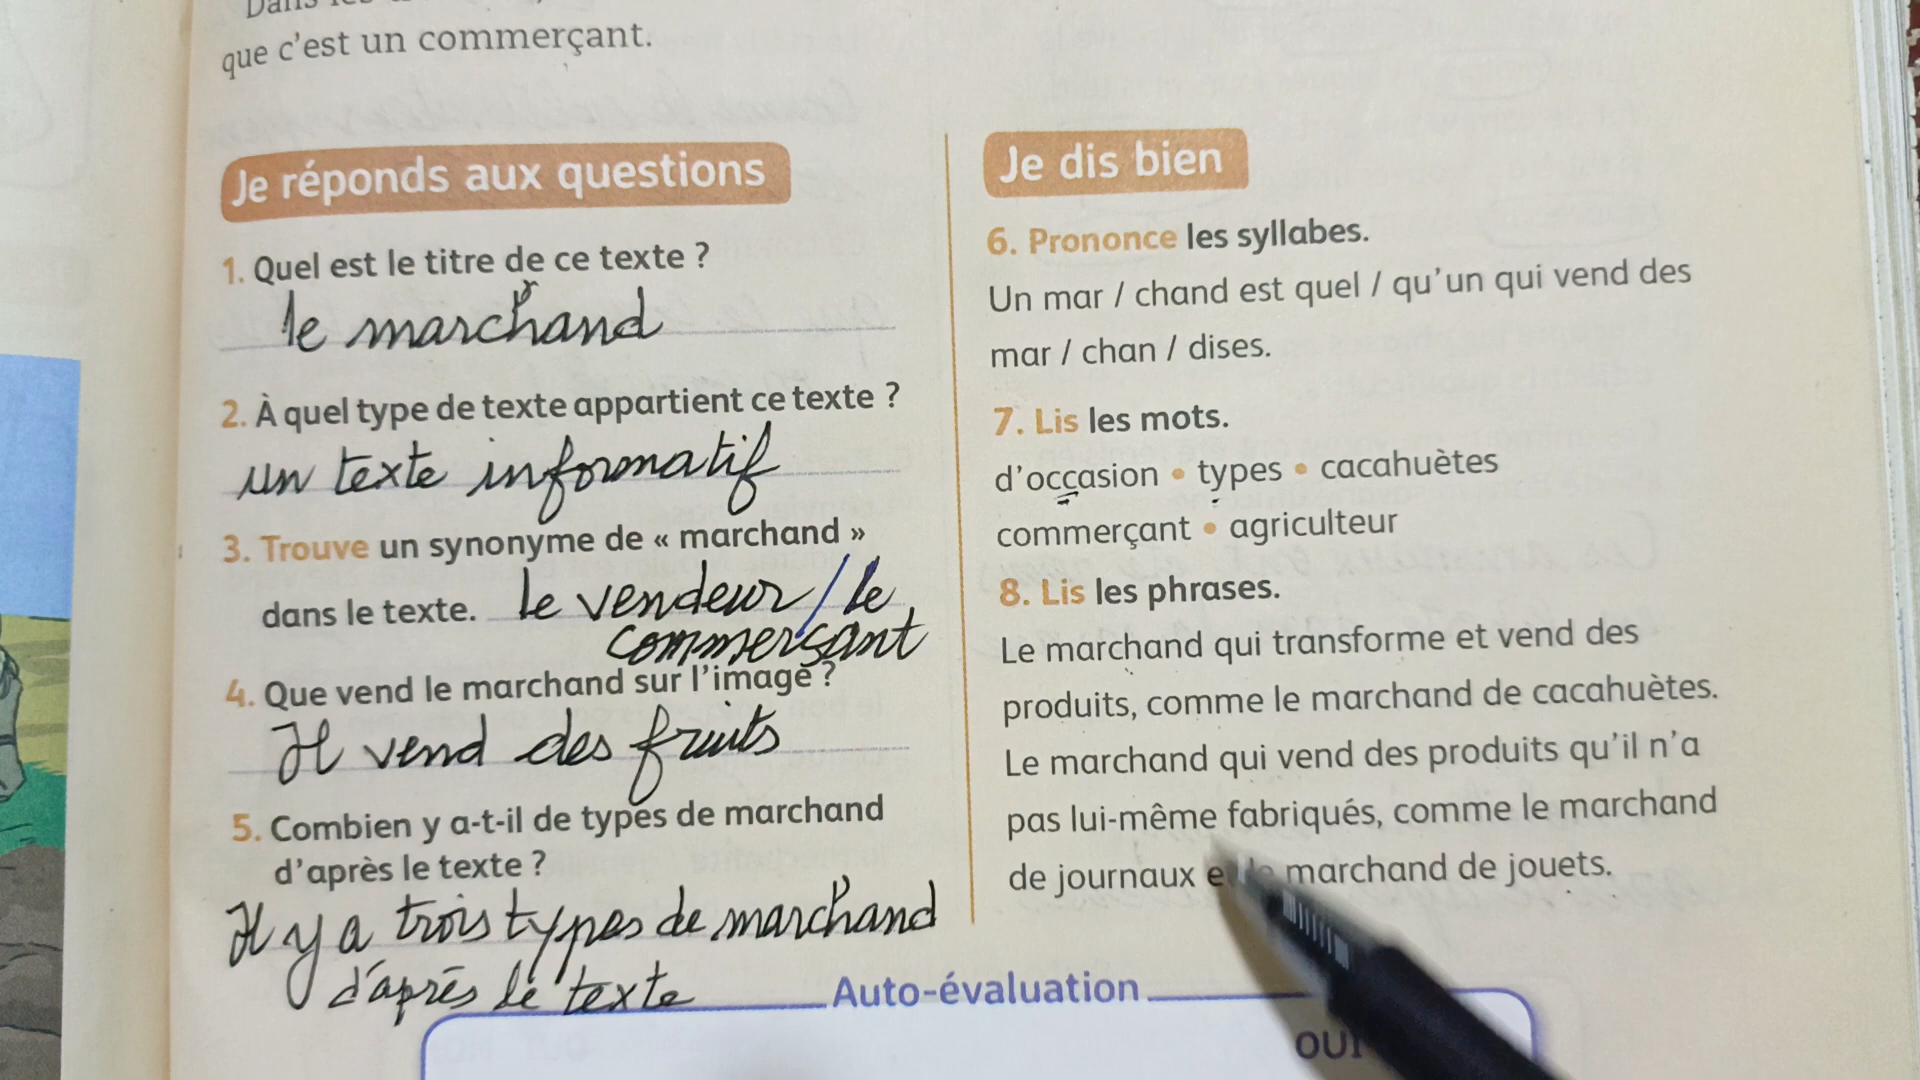 que c'est un commerçant.
Je réponds aux questions
1. Quel est le titre de ce texte ?
le marchand
2. À quel type de texte appartient ce texte ?
un texte informatif
3. Trouve un synonyme de « marchand »
dans le texte. le vendeur / le
commerçant
4. Que vend le marchand sur l'image ?
Il vend des fruits
5. Combien y a-t-il de types de marchand
d'après le texte ?
Il y a trois types de marchand
d'après le texte
Je dis bien
6. Prononce les syllabes.
Un mar / chand est quel / qu'un qui vend des
mar / chan / dises.
7. Lis les mots.
d'occasion • types • cacahuètes
commerçant • agriculteur
8. Lis les phrases.
Le marchand qui transforme et vend des
produits, comme le marchand de cacahuètes.
Le marchand qui vend des produits qu'il n'a
pas lui-même fabriqués, comme le marchand
de journaux et le marchand de jouets.
Auto-évaluation
OUI